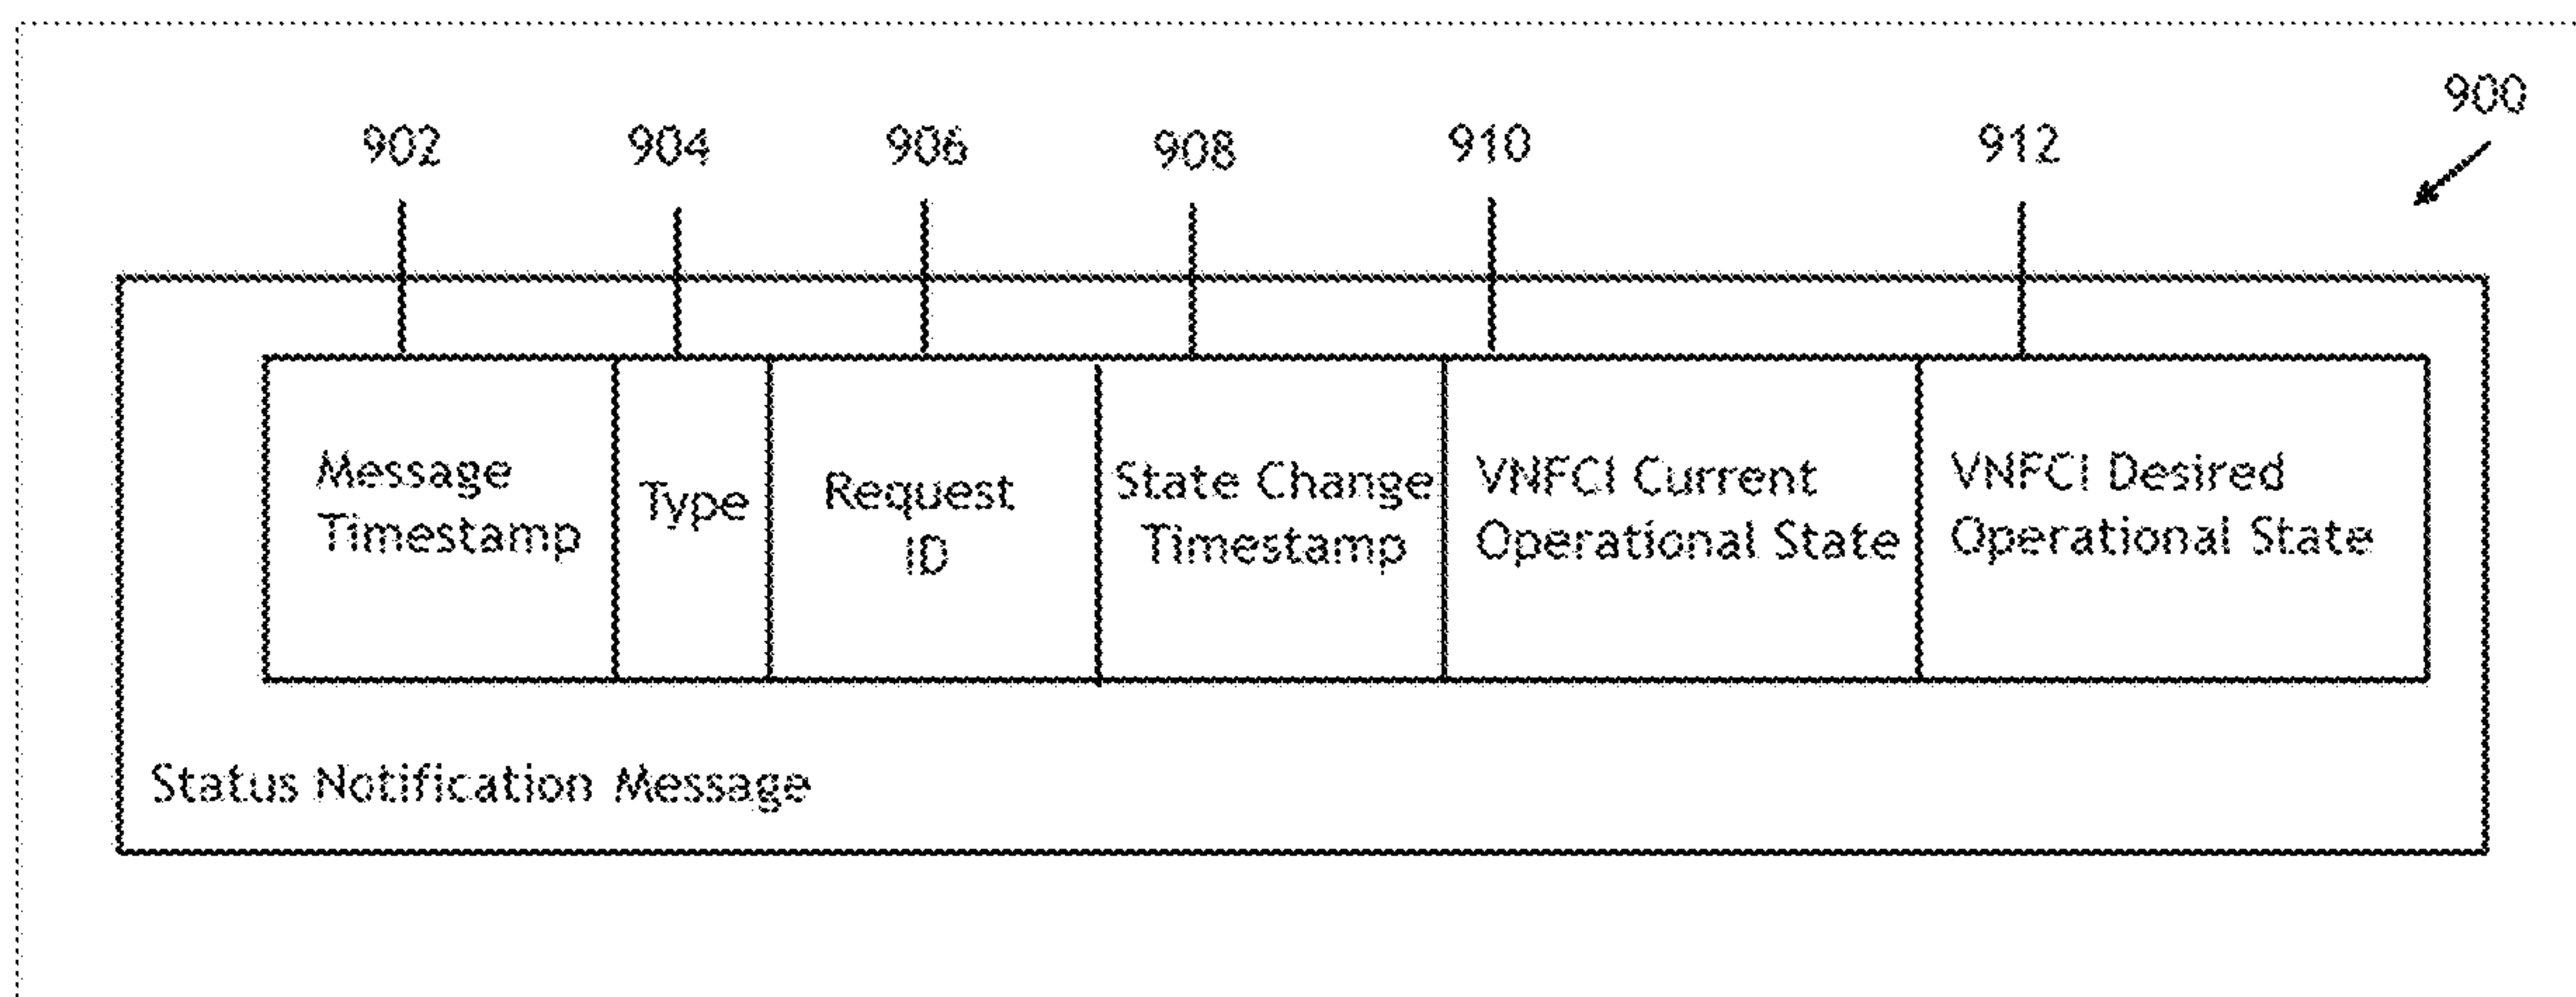 900
902
904
906
908
910
912
Message
Timestamp
Type
Request
ID
State Change
Timestamp
VNFCI Current
Operational State
VNFCI Desired
Operational State
Status Notification Message